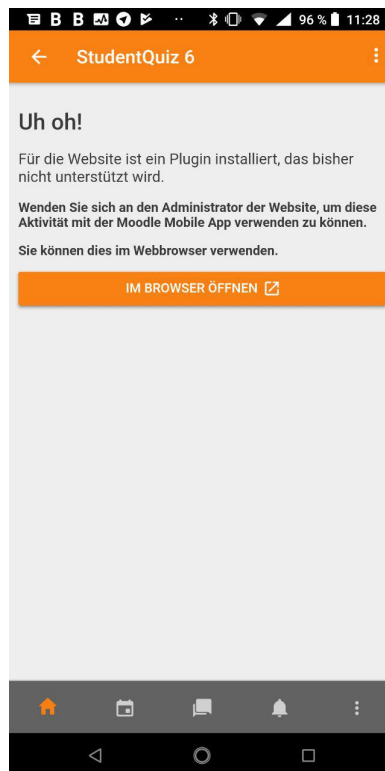 96 % 11:28
StudentQuiz 6
Uh oh!
Für die Website ist ein Plugin installiert, das bisher
nicht unterstützt wird.
Wenden Sie sich an den Administrator der Website, um diese
Aktivität mit der Moodle Mobile App verwenden zu können.
Sie können dies im Webbrowser verwenden.
IM BROWSER ÖFFNEN